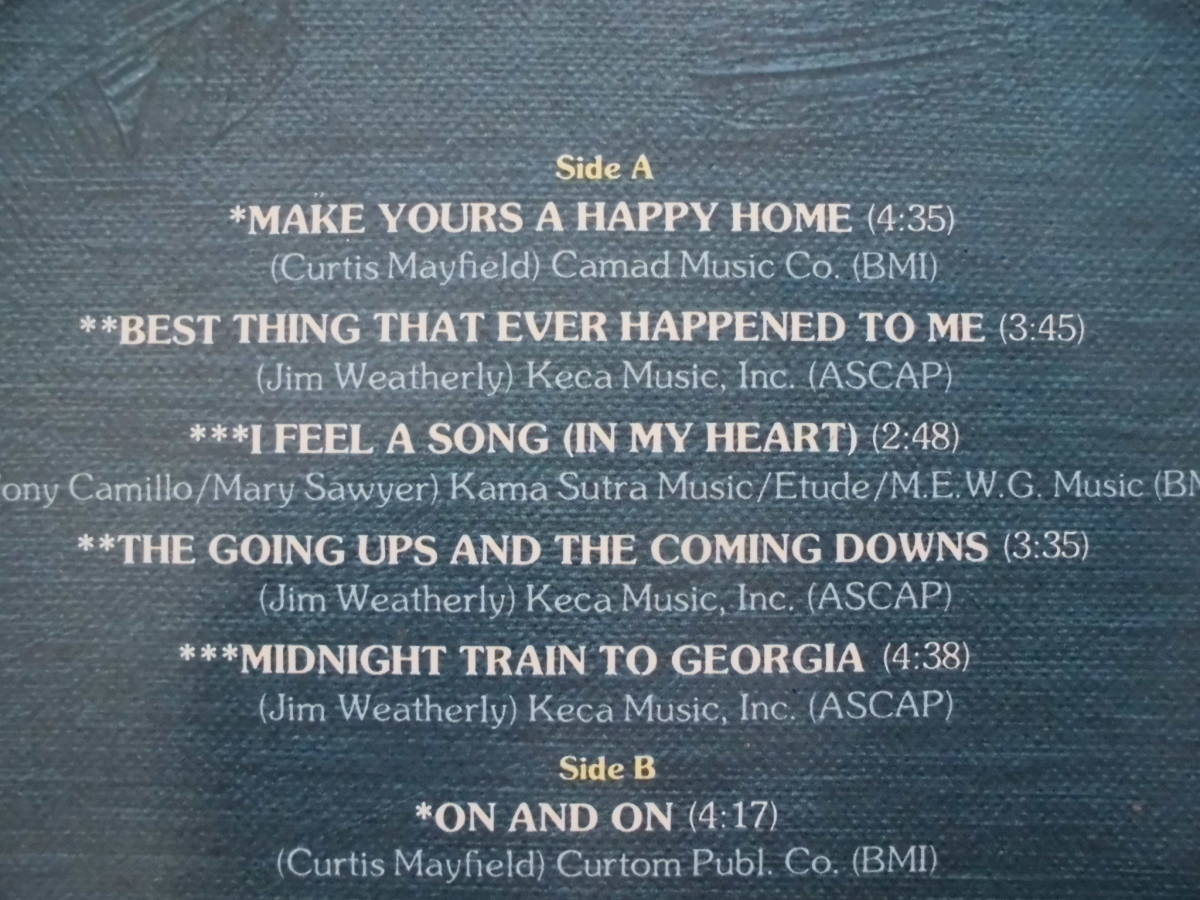 Side A
*MAKE YOURS A HAPPY HOME (4:35)
(Curtis Mayfield) Camad Music Co. (BMI)
**BEST THING THAT EVER HAPPENED TO ME (3:45)
(Jim Weatherly) Keca Music, Inc. (ASCAP)
***I FEEL A SONG (IN MY HEART) (2:48)
Camillo/Mary Sawyer) Kama Sutra Music/Etude/M.E.W.G. Music
**THE GOING UPS AND THE COMING DOWNS (3:35)
(Jim Weatherly) Keca Music, Inc. (ASCAP)
***MIDNIGHT TRAIN TO GEORGIA (4:38)
(Jim Weatherly) Keca Music, Inc. (ASCAP)
Side B
*ON AND ON (4:17)
(Curtis Mayfield) Curtom Publ. Co. (BMI)